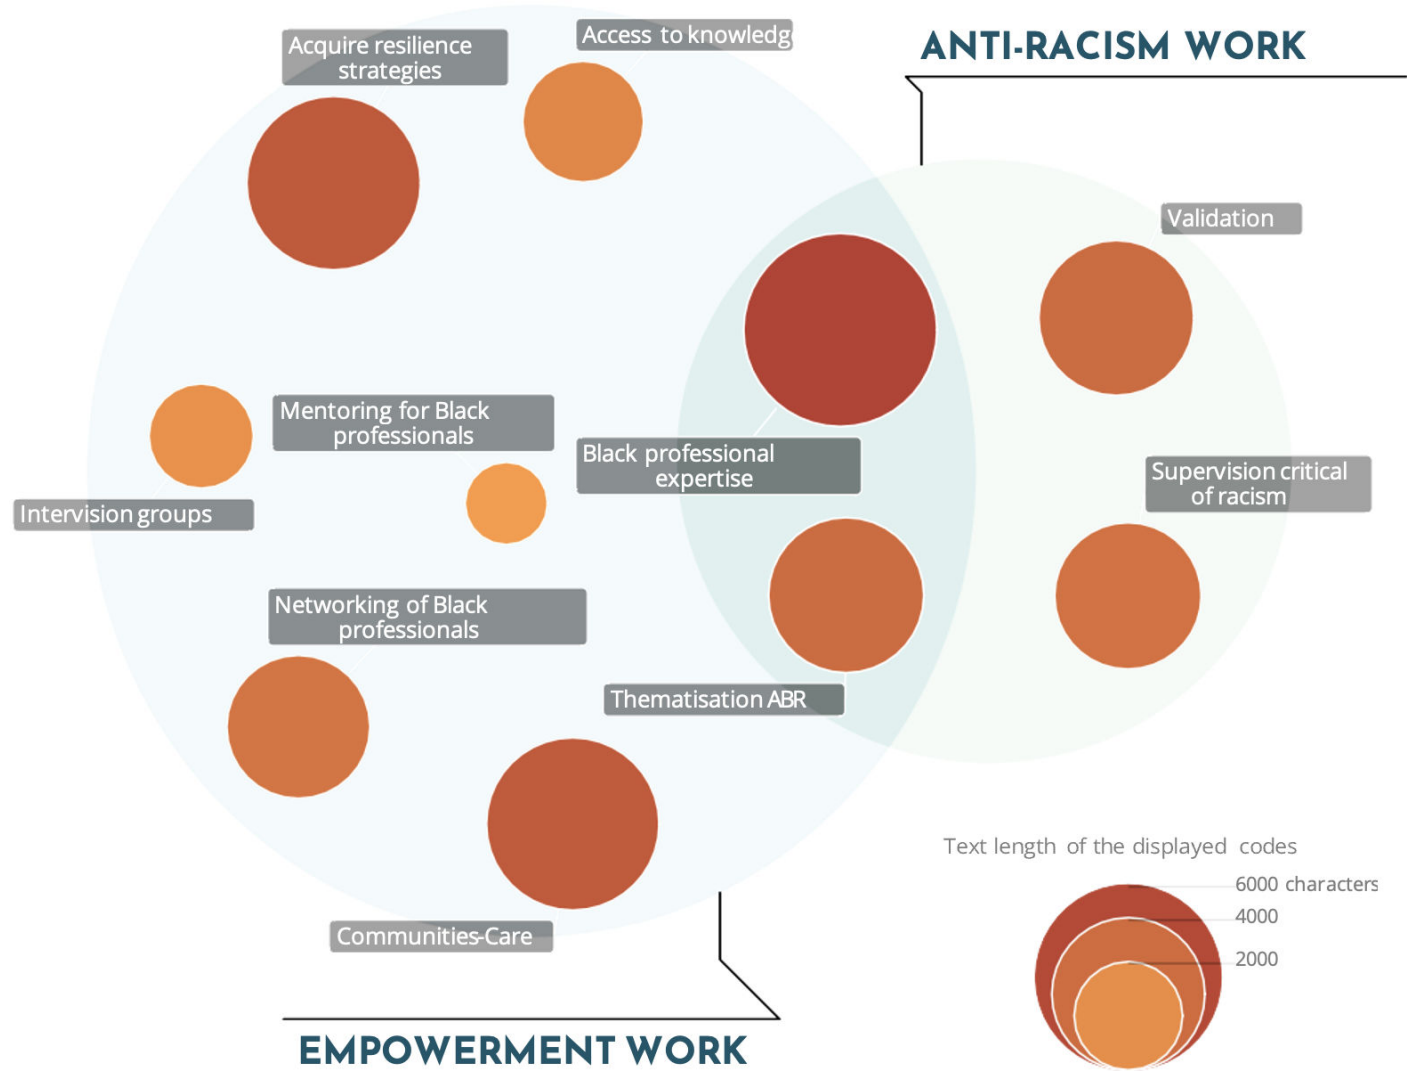 Acquire resilience
strategies
Access to knowledge
ANTI-RACISM WORK
Validation
Mentoring for Black
professionals
Black professional
expertise
Supervision critical
of racism
Intervision groups
Networking of Black
professionals
Thematisation ABR
Communities-Care
Text length of the displayed codes
6000 characters
4000
2000
EMPOWERMENT WORK